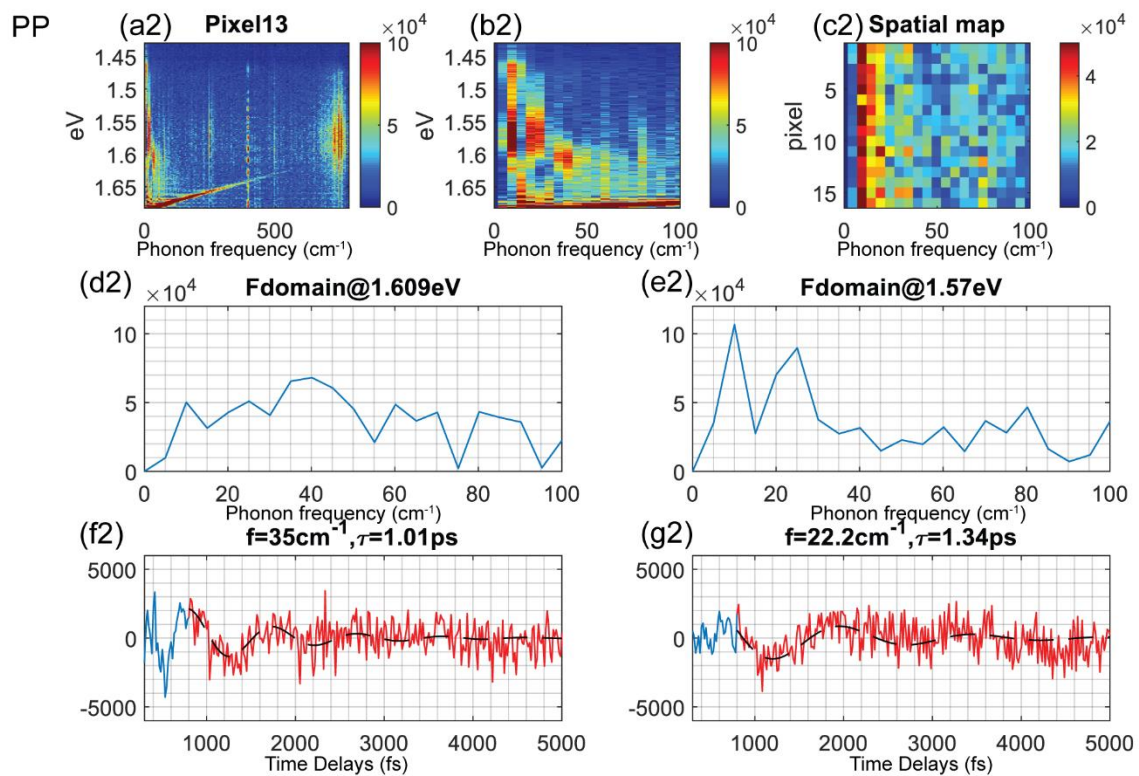 PP
(a2) Pixel13
×10⁴
10
5
0
1.45
1.5
1.55
1.6
1.65
eV
0 500
Phonon frequency (cm⁻¹)
(b2)
×10⁴
10
5
0
1.45
1.5
1.55
1.6
1.65
eV
0 50 100
Phonon frequency (cm⁻¹)
(c2) Spatial map
×10⁴
4
2
0
5
10
15
pixel
0 50 100
Phonon frequency (cm⁻¹)
(d2)
×10⁴ Fdomain@1.609eV
10
5
0
0 20 40 60 80 100
Phonon frequency (cm⁻¹)
(e2)
×10⁴ Fdomain@1.57eV
10
5
0
0 20 40 60 80 100
Phonon frequency (cm⁻¹)
(f2) f=35cm⁻¹,τ=1.01ps
5000
0
-5000
1000 2000 3000 4000 5000
Time Delays (fs)
(g2) f=22.2cm⁻¹,τ=1.34ps
5000
0
-5000
1000 2000 3000 4000 5000
Time Delays (fs)